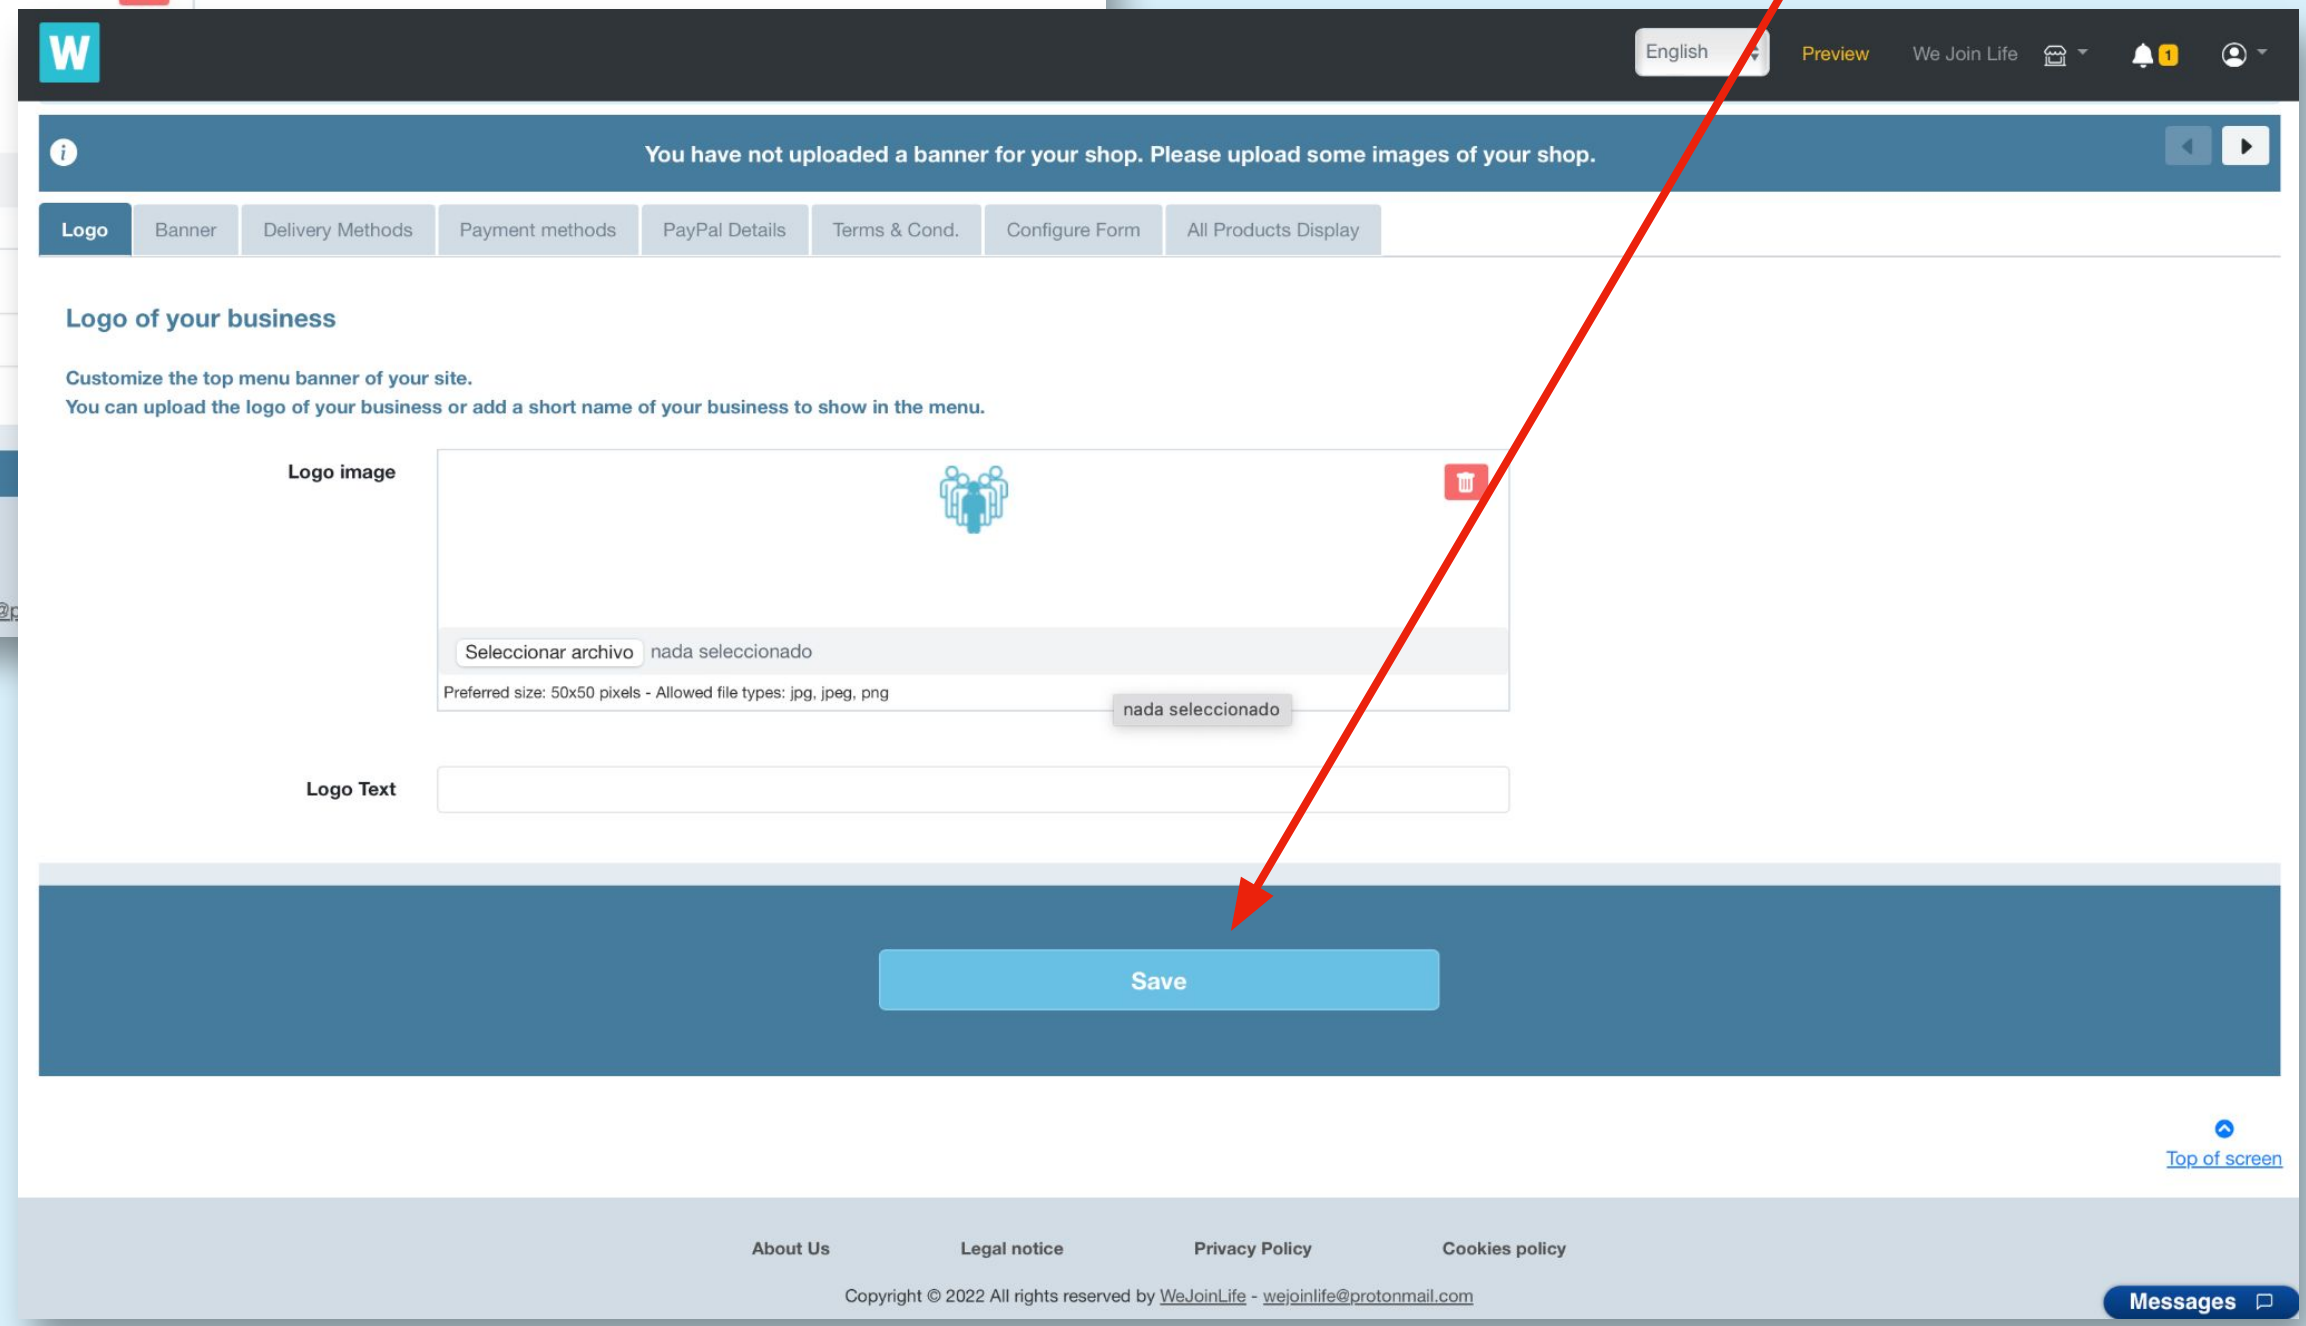 W
English
Preview
We Join Life
1
You have not uploaded a banner for your shop. Please upload some images of your shop.
Logo
Banner
Delivery Methods
Payment methods
PayPal Details
Terms & Cond.
Configure Form
All Products Display
Logo of your business
Customize the top menu banner of your site.
You can upload the logo of your business or add a short name of your business to show in the menu.
Logo image
Seleccionar archivo nada seleccionado
Preferred size: 50x50 pixels - Allowed file types: jpg, jpeg, png
nada seleccionado
Logo Text
Save
Top of screen
About Us
Legal notice
Privacy Policy
Cookies policy
Copyright © 2022 All rights reserved by WeJoinLife - wejoinlife@protonmail.com
Messages